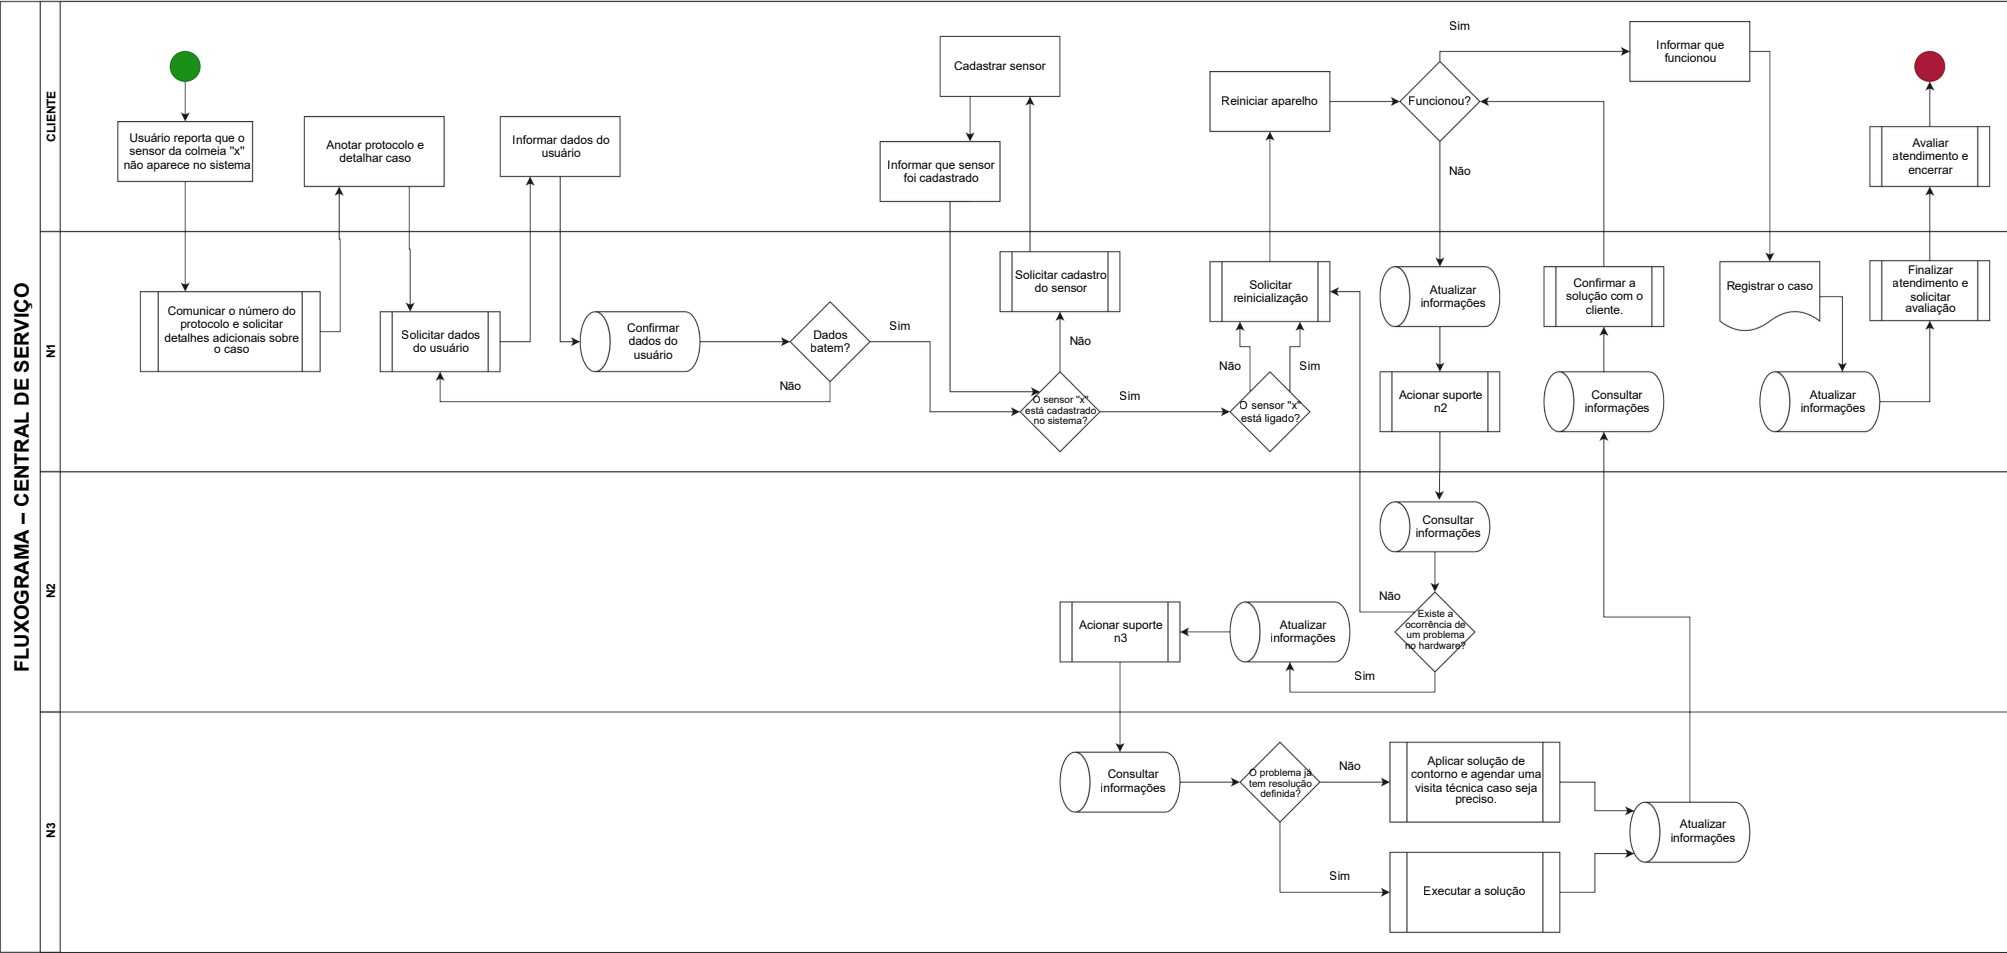 FLUXOGRAMA – CENTRAL DE SERVIÇO
CLIENTE
Usuário reporta que o
sensor da colmeia "x"
não aparece no sistema
Anotar protocolo e
detalhar caso
Informar dados do
usuário
Cadastrar sensor
Informar que sensor
foi cadastrado
Reiniciar aparelho
Funcionou?
Sim
Não
Informar que
funcionou
Avaliar
atendimento e
encerrar
N1
Comunicar o número do
protocolo e solicitar
detalhes adicionais sobre
o caso
Solicitar dados
do usuário
Confirmar
dados do
usuário
Dados
batem?
Sim
Não
Solicitar cadastro
do sensor
Não
O sensor "x"
está cadastrado
no sistema?
Sim
Solicitar
reinicialização
Não
Sim
O sensor "x"
está ligado?
Atualizar
informações
Acionar suporte
n2
Confirmar a
solução com o
cliente.
Consultar
informações
Registrar o caso
Atualizar
informações
Finalizar
atendimento e
solicitar
avaliação
N2
Consultar
informações
Não
Existe a
ocorrência de
um problema
no hardware?
Sim
Atualizar
informações
Acionar suporte
n3
N3
Consultar
informações
O problema já
tem resolução
definida?
Não
Aplicar solução de
contorno e agendar uma
visita técnica caso seja
preciso.
Sim
Executar a solução
Atualizar
informações